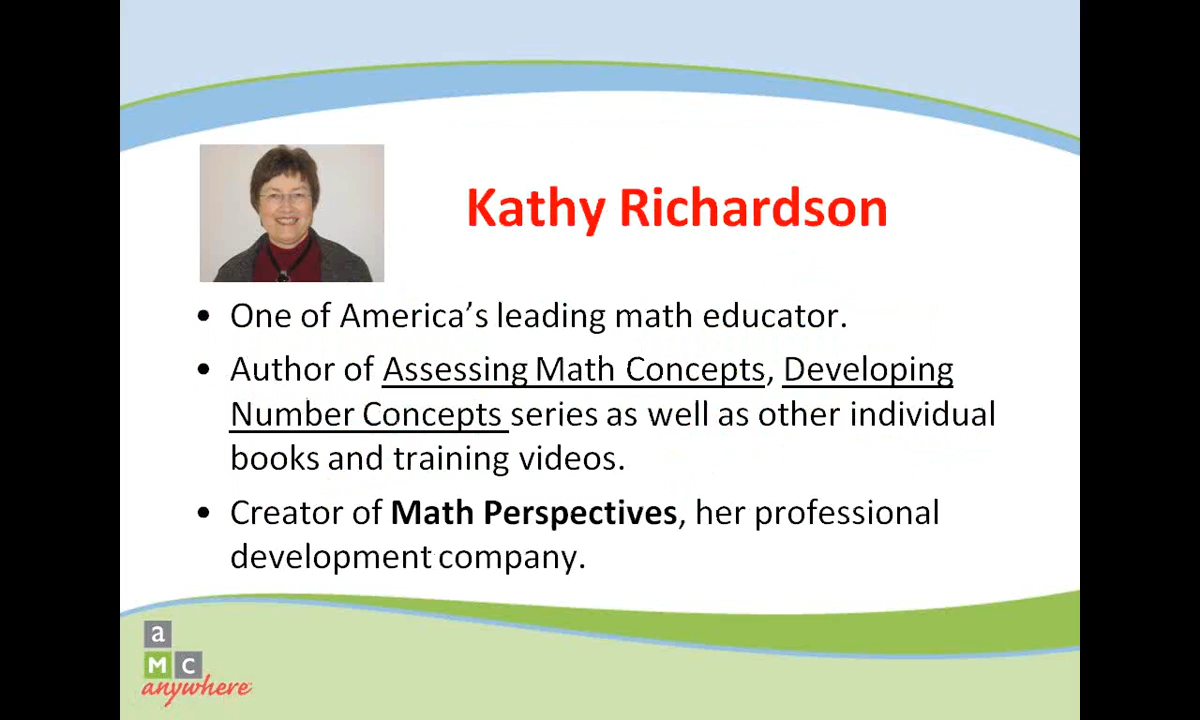 Kathy Richardson
• One of America's leading math educator.
• Author of Assessing Math Concepts, Developing
Number Concepts series as well as other individual
books and training videos.
• Creator of Math Perspectives, her professional
development company.
a
M C
anywhere